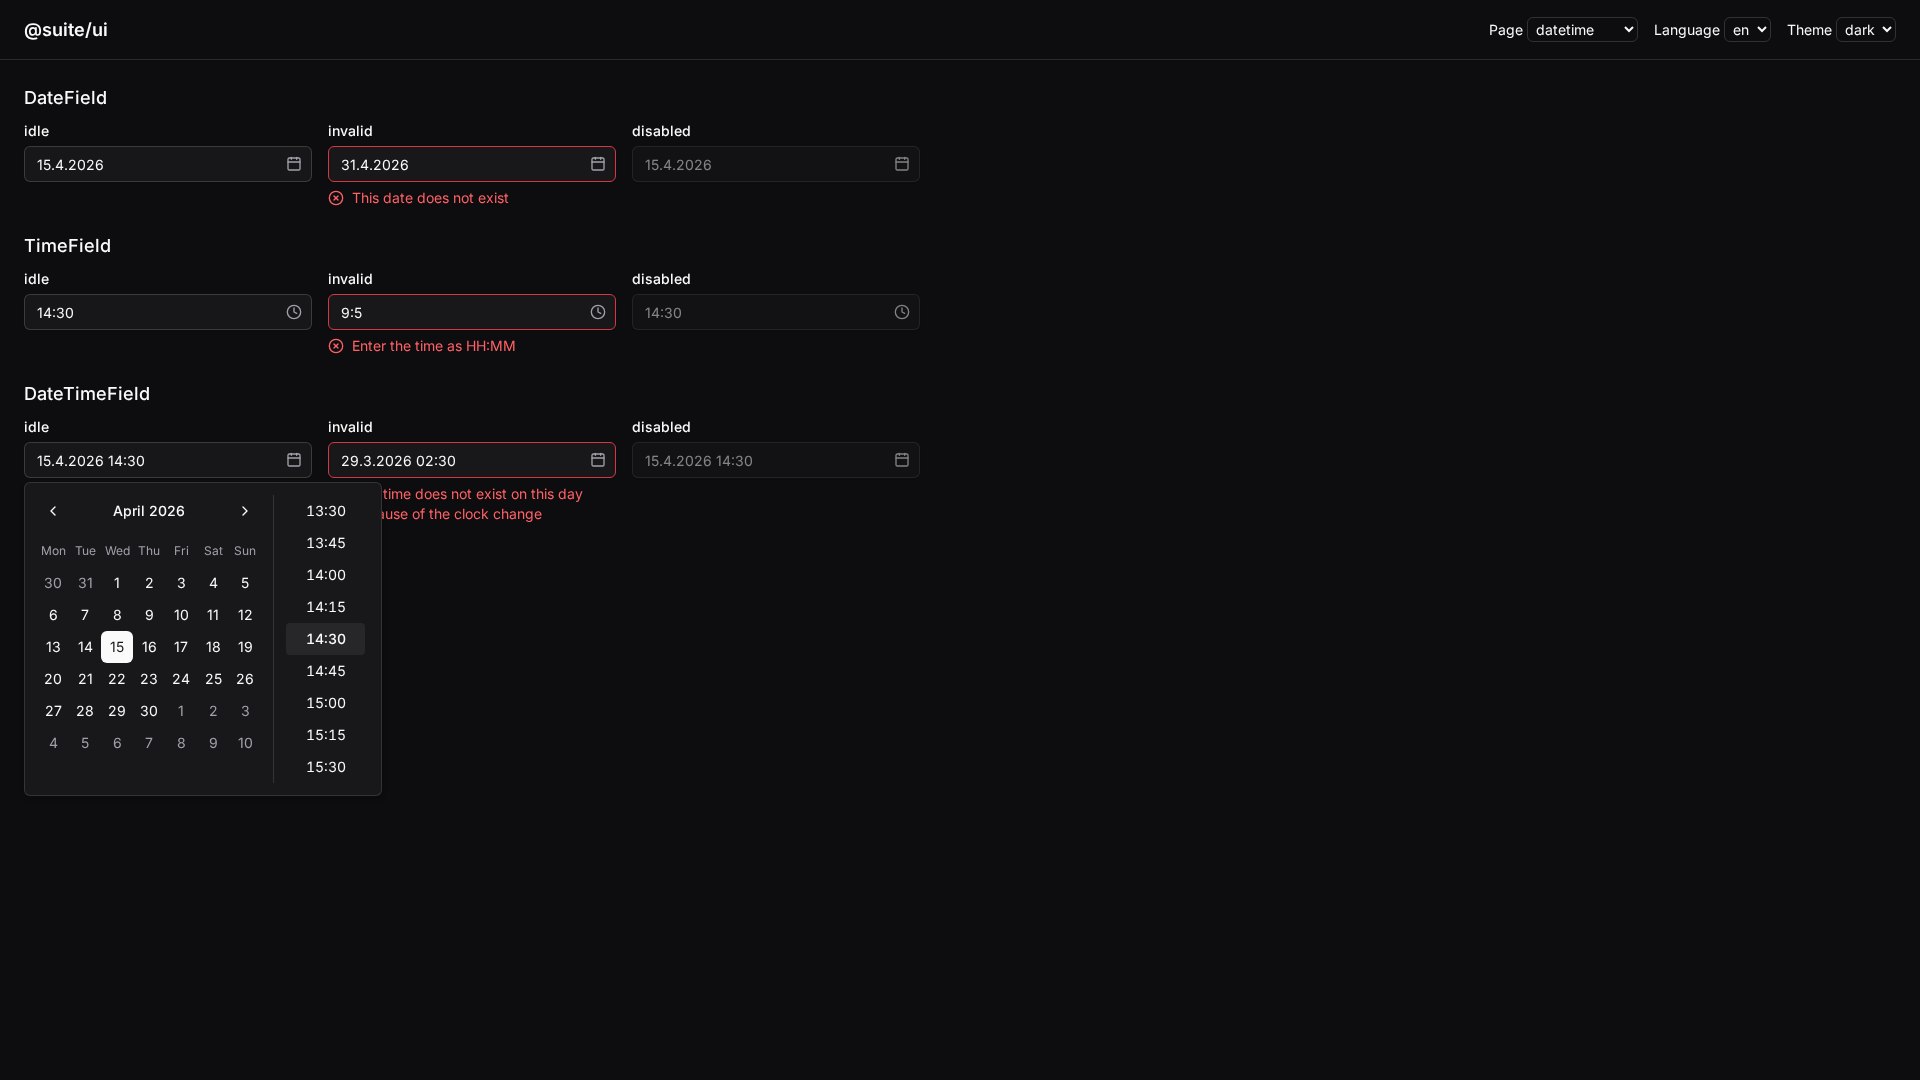 @suite/ui
Page datetime Language en Theme dark
DateField
idle invalid disabled
15.4.2026 31.4.2026 15.4.2026
This date does not exist
TimeField
idle invalid disabled
14:30 9:5 14:30
Enter the time as HH:MM
DateTimeField
idle invalid disabled
15.4.2026 14:30 29.3.2026 02:30 15.4.2026 14:30
time does not exist on this day
of the clock change
April 2026
Mon Tue Wed Thu Fri Sat Sun
30 31 1 2 3 4 5
6 7 8 9 10 11 12
13 14 15 16 17 18 19
20 21 22 23 24 25 26
27 28 29 30 1 2 3
4 5 6 7 8 9 10
13:30
13:45
14:00
14:15
14:30
14:45
15:00
15:15
15:30